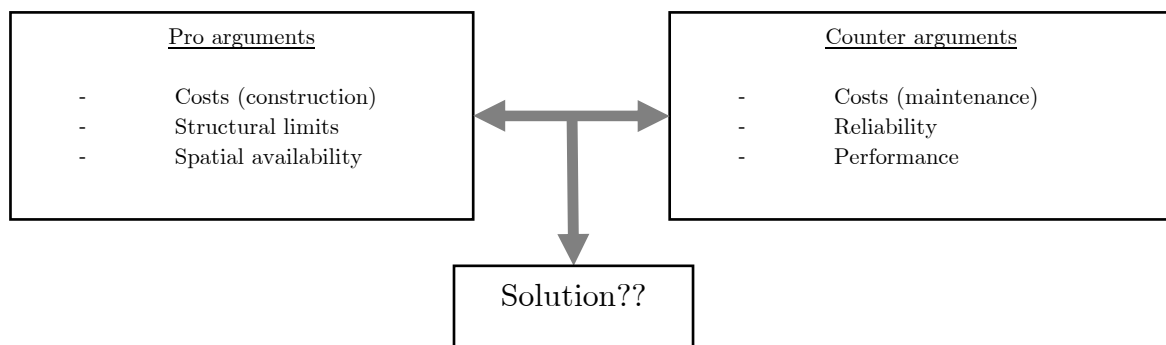 Pro arguments
- Costs (construction)
- Structural limits
- Spatial availability
Counter arguments
- Costs (maintenance)
- Reliability
- Performance
Solution??